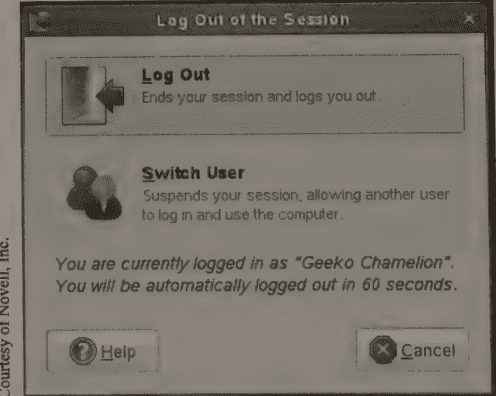 Log Out of the Session
Log Out
Ends your session and logs you out.
Switch User
Suspends your session, allowing another user
to log in and use the computer.
You are currently logged in as "Geeko Chamelion".
You will be automatically logged out in 60 seconds.
Help
Cancel
Courtesy of Novell, Inc.